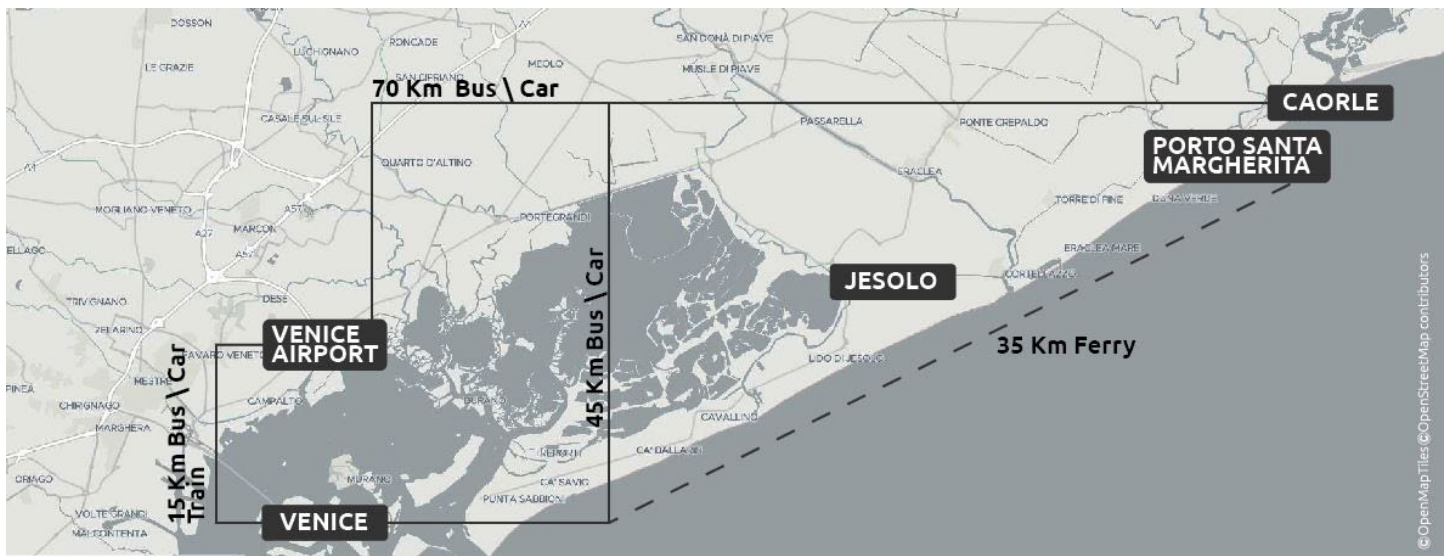 DOSSON
LUGHIGNANO
RONCADE
LE GRAZIE
SAN CIPRIANO
MEOLO
SAN DONÀ DI PIAVE
MUSILE DI PIAVE
70 Km Bus \ Car
CAORLE
CASALE SUL SILE
PASSARELLA
PONTE CREPALDO
PORTO SANTA
MARGHERITA
A4
QUARTO D'ALTINO
ERACLEA
TORRE DI FINE
DUNA VERDE
MOGLIANO VENETO
A57
A27
MARCON
PORTEGRANDI
A57
ERACLEA MARE
CORTELLAZZO
JESOLO
DESE
TRIVIGNANO
ZELARINO
VENICE
AIRPORT
FAVARO VENETO
35 Km Ferry
LIDO DI JESOLO
45 Km Bus \ Car
MESTRE
CAMPALTO
BURANO
CHIRIGNAGO
MARGHERA
CAVALLINO
15 Km Bus \ Car
Train
ORIAGO
MURANO
CA' SAVIO
PUNTA SABBIONI
VENICE
MALCONTENTA
©OpenMapTiles ©OpenStreetMap contributors